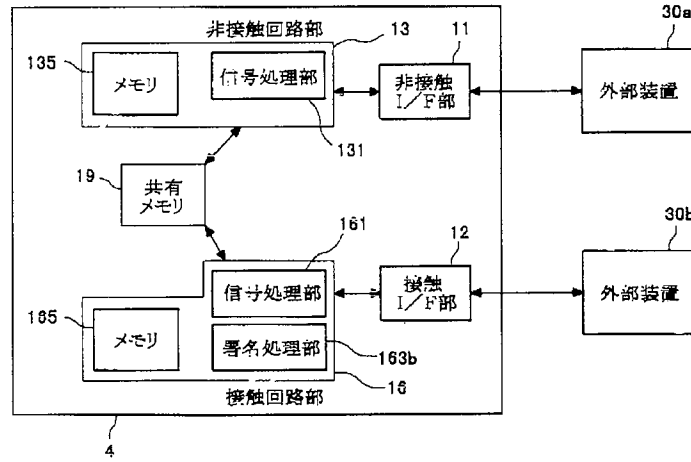 非接触回路部
13
11
30a
135
メモリ
信号処理部
非接触
I/F部
外部装置
131
19
共有
メモリ
161
12
30b
信号処理部
接触
I/F部
外部装置
165
メモリ
署名処理部
163b
接触回路部
16
4